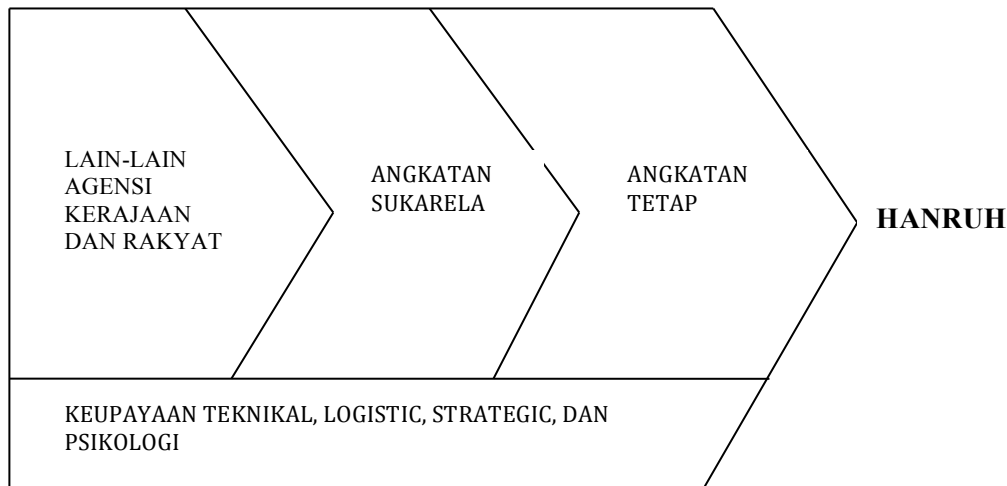 LAIN-LAIN
AGENSI
KERAJAAN
DAN RAKYAT
ANGKATAN
SUKARELA
ANGKATAN
TETAP
HANRUH
KEUPAYAAN TEKNIKAL, LOGISTIC, STRATEGIC, DAN
PSIKOLOGI